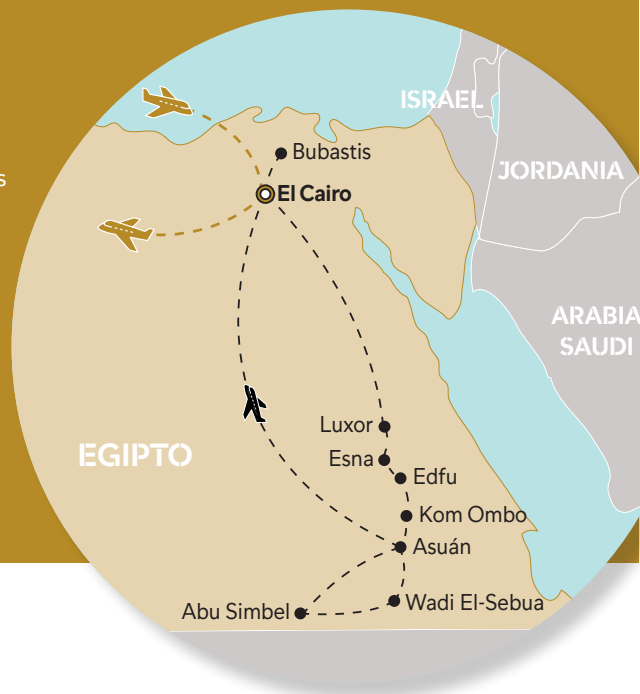 ISRAEL
Bubastis
s
JORDANIA
El Cairo
ARABIA
SAUDI
Luxor
EGIPTO
Esna
Edfu
Kom Ombo
Asuán
Abu Simbel
Wadi El-Sebua